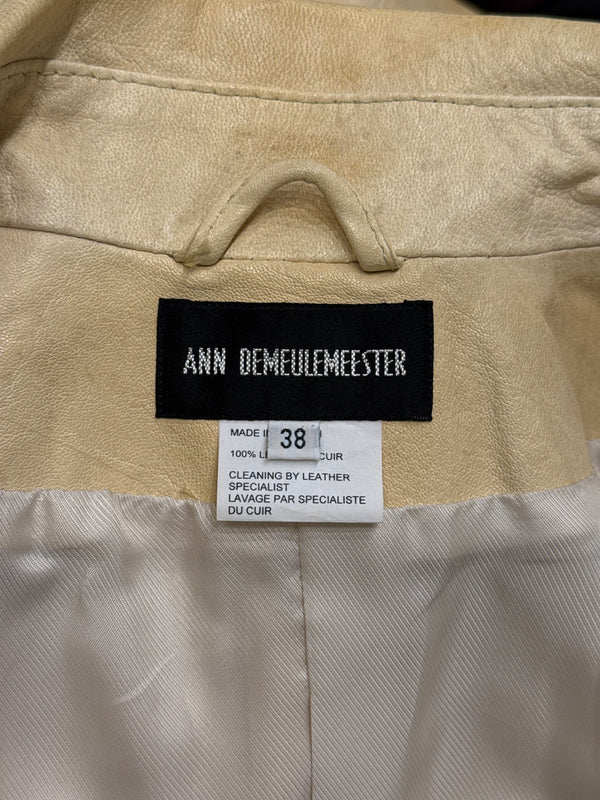 ANN DEMEULEMEESTER
38
MADE
100% CUIR
CLEANING BY LEATHER
SPECIALIST
LAVAGE PAR SPECIALISTE
DU CUIR